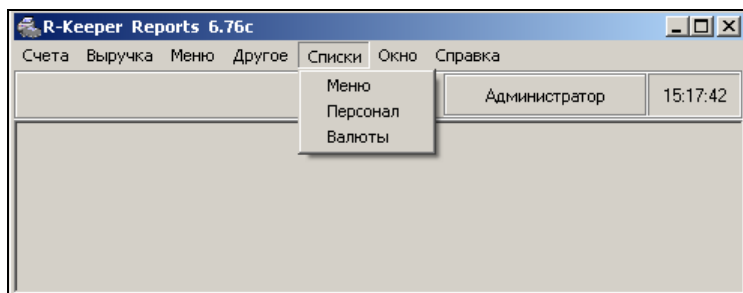 R-Keeper Reports 6.76c
Счета Выручка Меню Другое Списки Окно Справка
Меню
Персонал
Валюты
Администратор 15:17:42